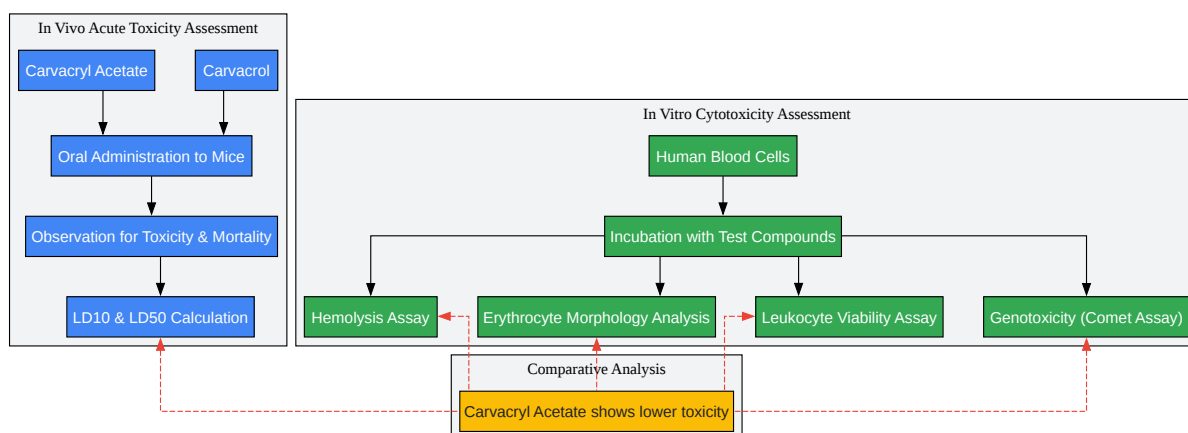 In Vivo Acute Toxicity Assessment
Carvacryl Acetate
Carvacrol
Oral Administration to Mice
Observation for Toxicity & Mortality
LD10 & LD50 Calculation
In Vitro Cytotoxicity Assessment
Human Blood Cells
Incubation with Test Compounds
Hemolysis Assay
Erythrocyte Morphology Analysis
Leukocyte Viability Assay
Genotoxicity (Comet Assay)
Comparative Analysis
Carvacryl Acetate shows lower toxicity